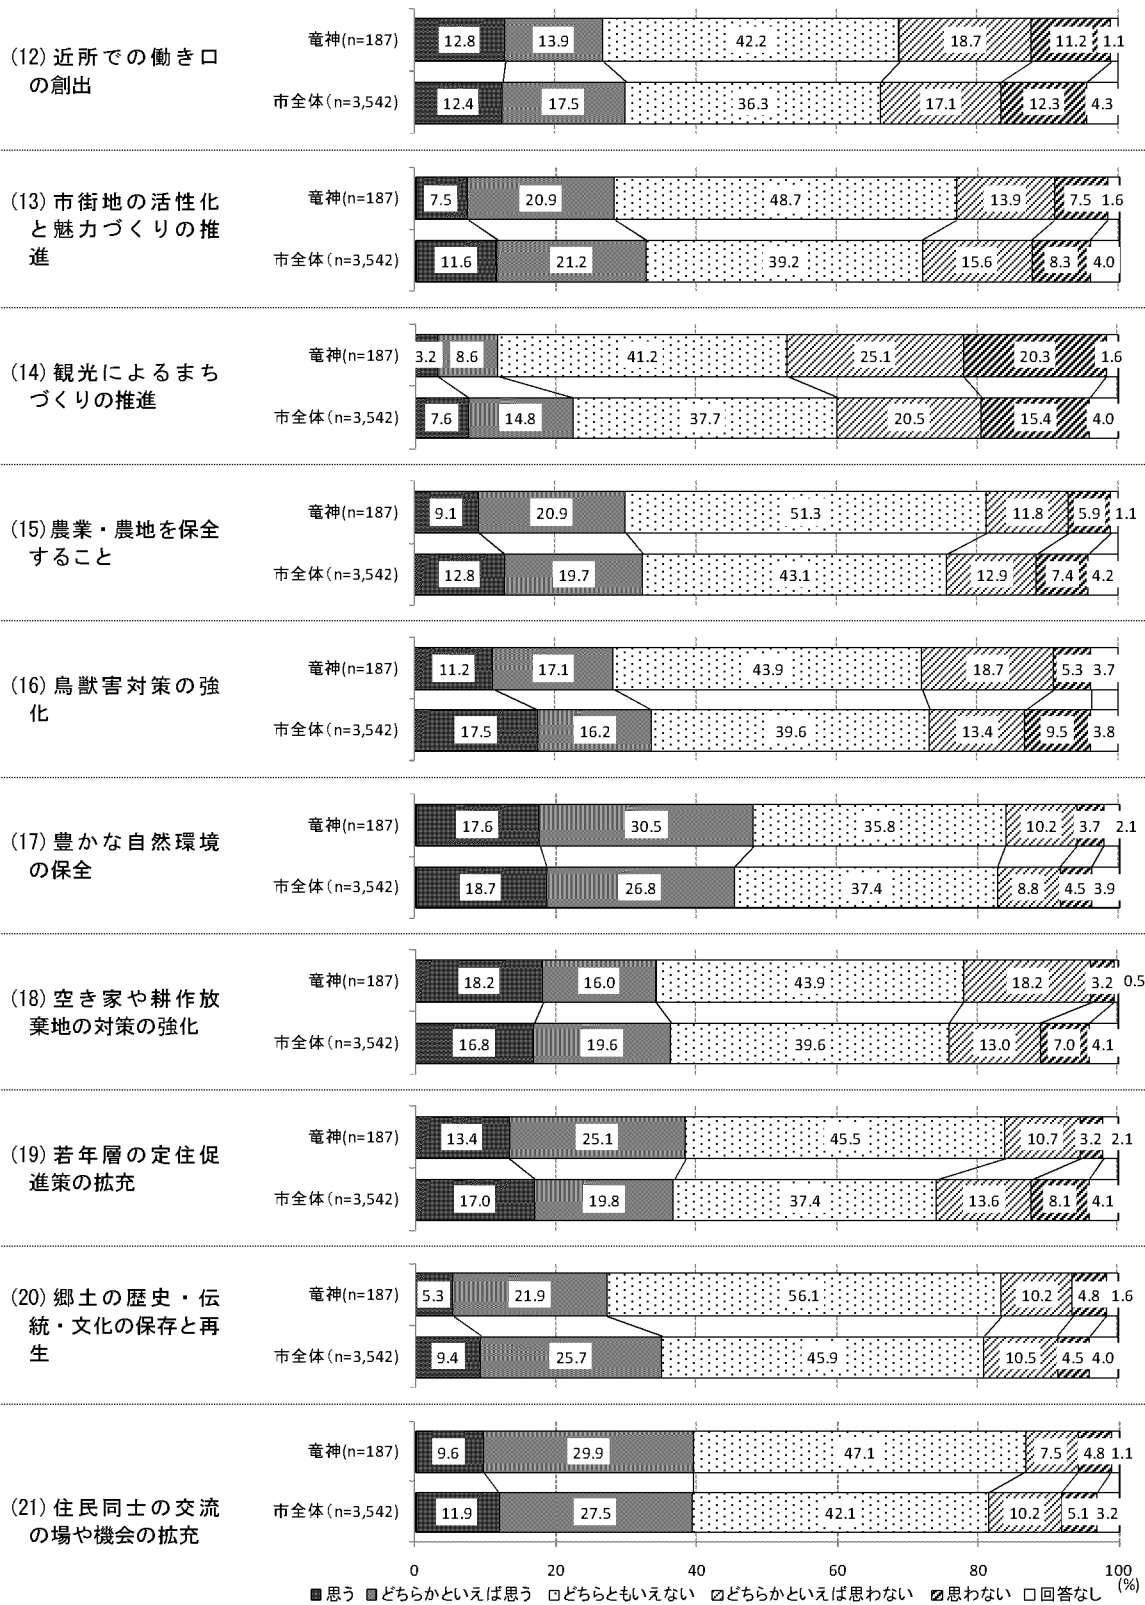 (12) 近所での働き口
の創出
竜神(n=187)
12.8 13.9 42.2 18.7 11.2 1.1
市全体(n=3,542)
12.4 17.5 36.3 17.1 12.3 4.3
(13) 市街地の活性化
と魅力づくりの推
進
竜神(n=187)
7.5 20.9 48.7 13.9 7.5 1.6
市全体(n=3,542)
11.6 21.2 39.2 15.6 8.3 4.0
(14) 観光によるまち
づくりの推進
竜神(n=187)
3.2 8.6 41.2 25.1 20.3 1.6
市全体(n=3,542)
7.6 14.8 37.7 20.5 15.4 4.0
(15) 農業・農地を保全
すること
竜神(n=187)
9.1 20.9 51.3 11.8 5.9 1.1
市全体(n=3,542)
12.8 19.7 43.1 12.9 7.4 4.2
(16) 鳥獣害対策の強
化
竜神(n=187)
11.2 17.1 43.9 18.7 5.3 3.7
市全体(n=3,542)
17.5 16.2 39.6 13.4 9.5 3.8
(17) 豊かな自然環境
の保全
竜神(n=187)
17.6 30.5 35.8 10.2 3.7 2.1
市全体(n=3,542)
18.7 26.8 37.4 8.8 4.5 3.9
(18) 空き家や耕作放
棄地の対策の強化
竜神(n=187)
18.2 16.0 43.9 18.2 3.2 0.5
市全体(n=3,542)
16.8 19.6 39.6 13.0 7.0 4.1
(19) 若年層の定住促
進策の拡充
竜神(n=187)
13.4 25.1 45.5 10.7 3.2 2.1
市全体(n=3,542)
17.0 19.8 37.4 13.6 8.1 4.1
(20) 郷土の歴史・伝
統・文化の保存と再
生
竜神(n=187)
5.3 21.9 56.1 10.2 4.8 1.6
市全体(n=3,542)
9.4 25.7 45.9 10.5 4.5 4.0
(21) 住民同士の交流
の場や機会の拡充
竜神(n=187)
9.6 29.9 47.1 7.5 4.8 1.1
市全体(n=3,542)
11.9 27.5 42.1 10.2 5.1 3.2
0 20 40 60 80 100
(%)
思う どちらかといえば思う どちらともいえない どちらかといえば思わない 思わない 回答なし